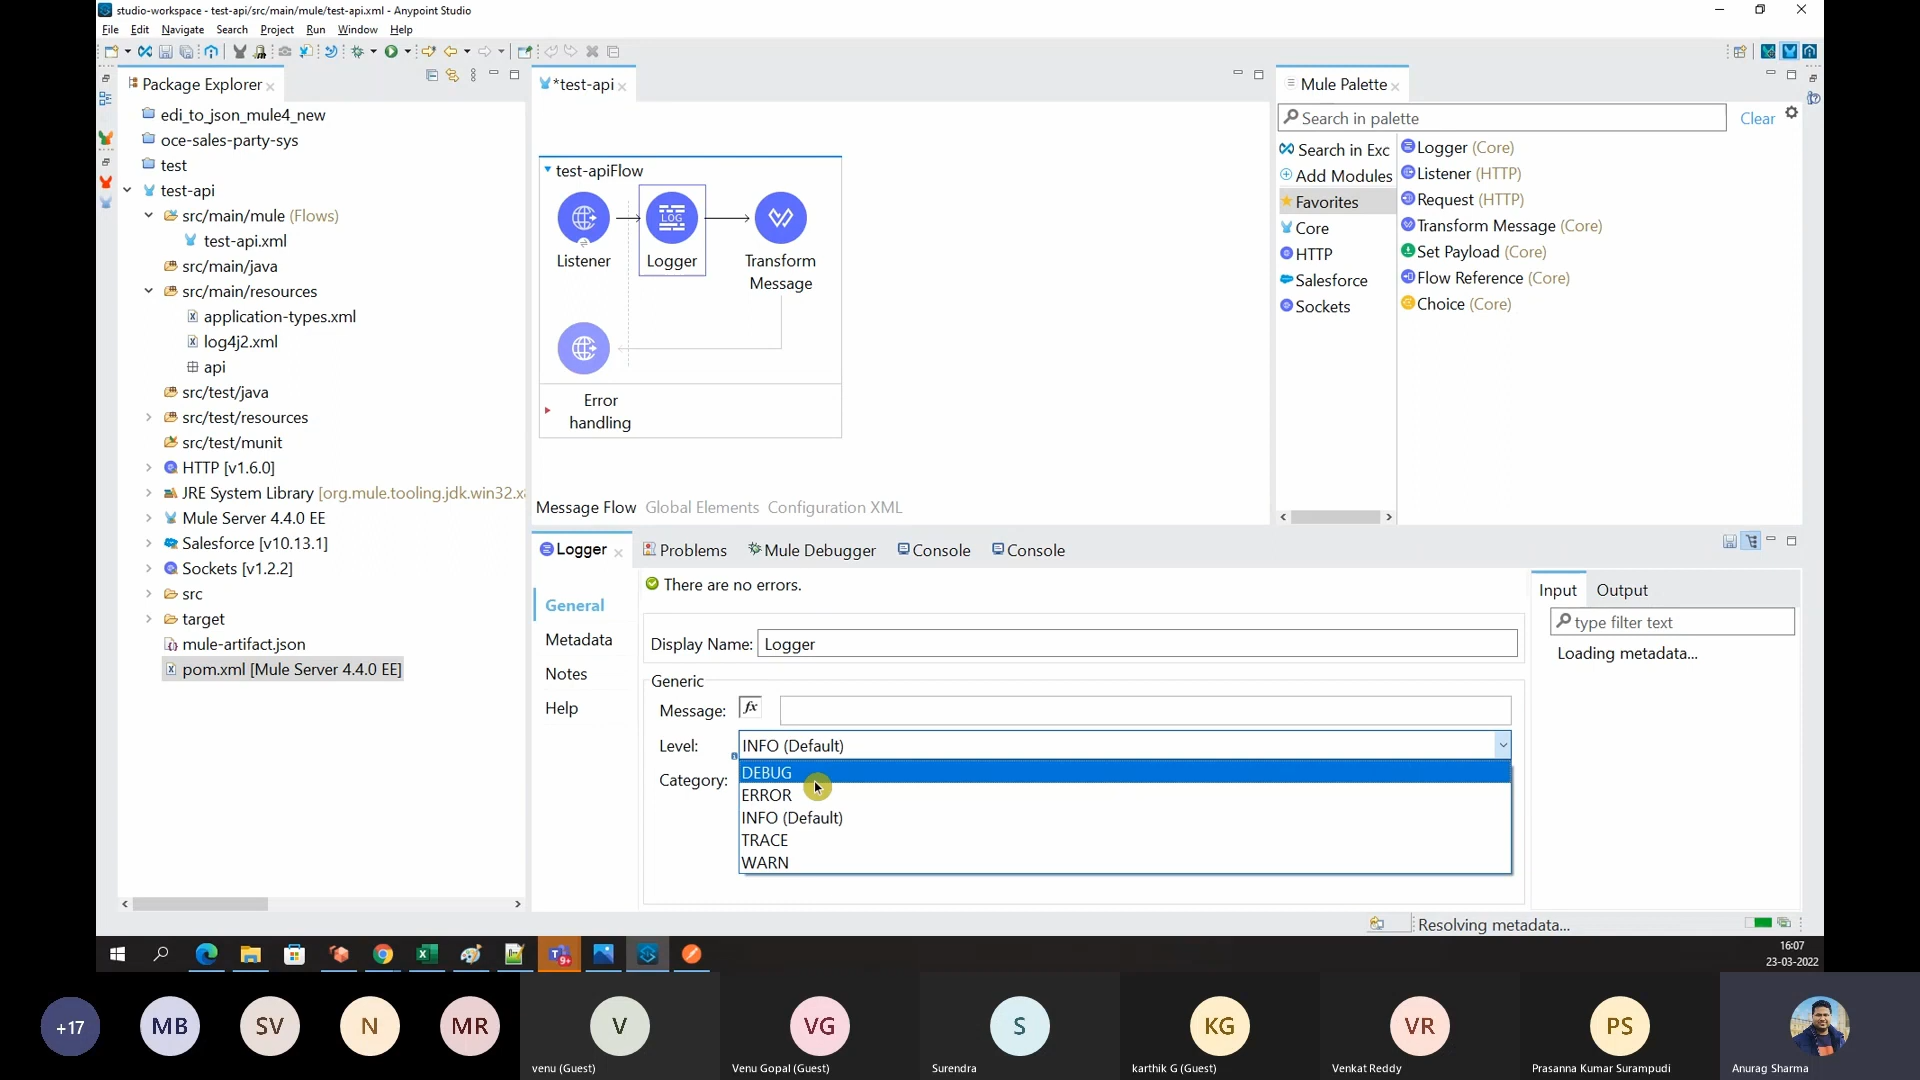 studio-workspace - test-api/src/main/mule/test-api.xml - Anypoint Studio
File Edit Navigate Search Project Run Window Help
Package Explorer
edi_to_json_mule4_new
oce-sales-party-sys
test
test-api
src/main/mule (Flows)
test-api.xml
src/main/java
src/main/resources
application-types.xml
log4j2.xml
api
src/test/java
src/test/resources
src/test/munit
HTTP [v1.6.0]
JRE System Library [org.mule.tooling.jdk.win32.x
Mule Server 4.4.0 EE
Salesforce [v10.13.1]
Sockets [v1.2.2]
src
target
mule-artifact.json
pom.xml [Mule Server 4.4.0 EE]
*test-api
test-apiFlow
LOG
Listener
Logger
Transform
Message
Error
handling
Message Flow Global Elements Configuration XML
Mule Palette
Search in palette
Clear
Search in Exc
Add Modules
Favorites
Core
HTTP
Salesforce
Sockets
Logger (Core)
Listener (HTTP)
Request (HTTP)
Transform Message (Core)
Set Payload (Core)
Flow Reference (Core)
Choice (Core)
Logger Problems Mule Debugger Console Console
General
Metadata
Notes
Help
There are no errors.
Display Name: Logger
Generic
Message: fx
Level: INFO (Default)
Category:
DEBUG
ERROR
INFO (Default)
TRACE
WARN
Input Output
type filter text
Loading metadata...
Resolving metadata...
9+
16:07
23-03-2022
+17
MB
SV
N
MR
V
venu (Guest)
VG
Venu Gopal (Guest)
S
Surendra
KG
karthik G (Guest)
VR
Venkat Reddy
PS
Prasanna Kumar Surampudi
Anurag Sharma